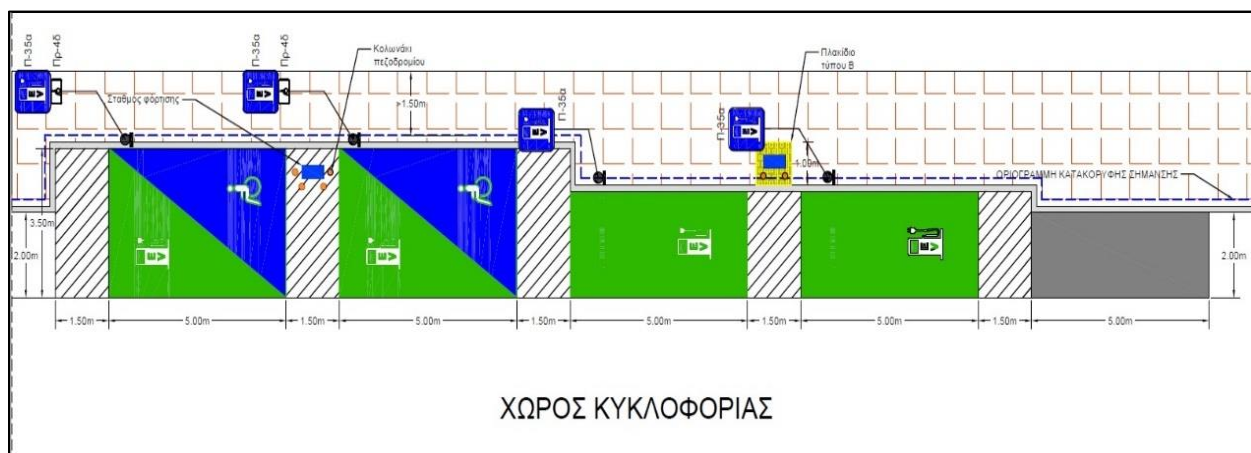 Π-35α
Πρ-4δ
Π-35α
Πρ-4δ
Κολωνάκι
πεζοδρομίου
Σταθμος φόρτισης
>1.50m
Π-35α
Π-35α
Πλακίδιο
τύπου Β
1.00m
ΟΡΙΟΓΡΑΜΜΗ ΚΑΤΑΚΟΡΥΦΗΣ ΣΗΜΑΝΣΗΣ
3.50m
2.00m
2.00m
1.50m
5.00m
1.50m
5.00m
1.50m
5.00m
1.50m
5.00m
1.50m
5.00m
ΧΩΡΟΣ ΚΥΚΛΟΦΟΡΙΑΣ